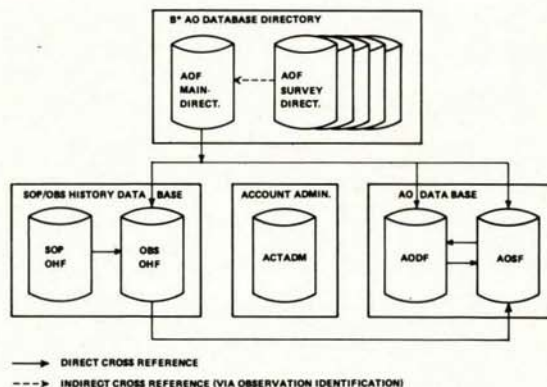 B* AO DATABASE DIRECTORY
AOF
MAIN-
DIRECT.
AOF
SURVEY
DIRECT.
SOP/OBS HISTORY DATA BASE
ACCOUNT ADMIN.
AO DATA BASE
SOP
OHF
OBS
OHF
ACTADM
AODF
AOSF
DIRECT CROSS REFERENCE
INDIRECT CROSS REFERENCE (VIA OBSERVATION IDENTIFICATION)